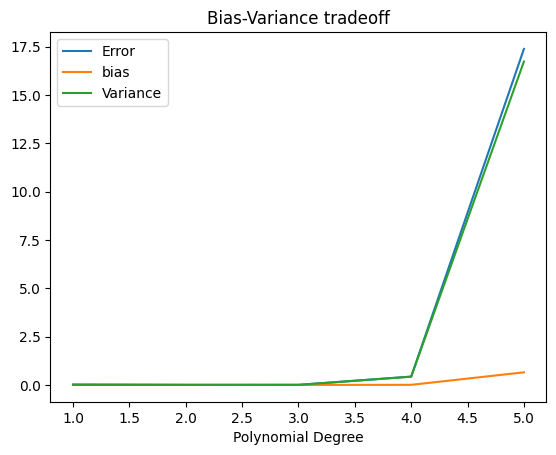 Bias-Variance tradeoff
Error
bias
Variance
17.5
15.0
12.5
10.0
7.5
5.0
2.5
0.0
1.0 1.5 2.0 2.5 3.0 3.5 4.0 4.5 5.0
Polynomial Degree